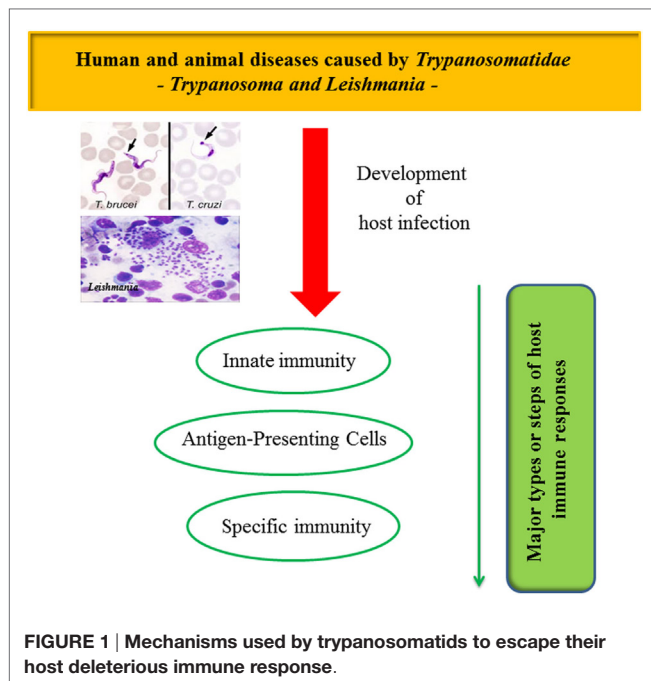 Human and animal diseases caused by Trypanosomatidae
- Trypanosoma and Leishmania -
T. brucei
T. cruzi
Leishmania
Development
of
host infection
Innate immunity
Antigen-Presenting Cells
Specific immunity
Major types or steps of host
immune responses
FIGURE 1 | Mechanisms used by trypanosomatids to escape their
host deleterious immune response.